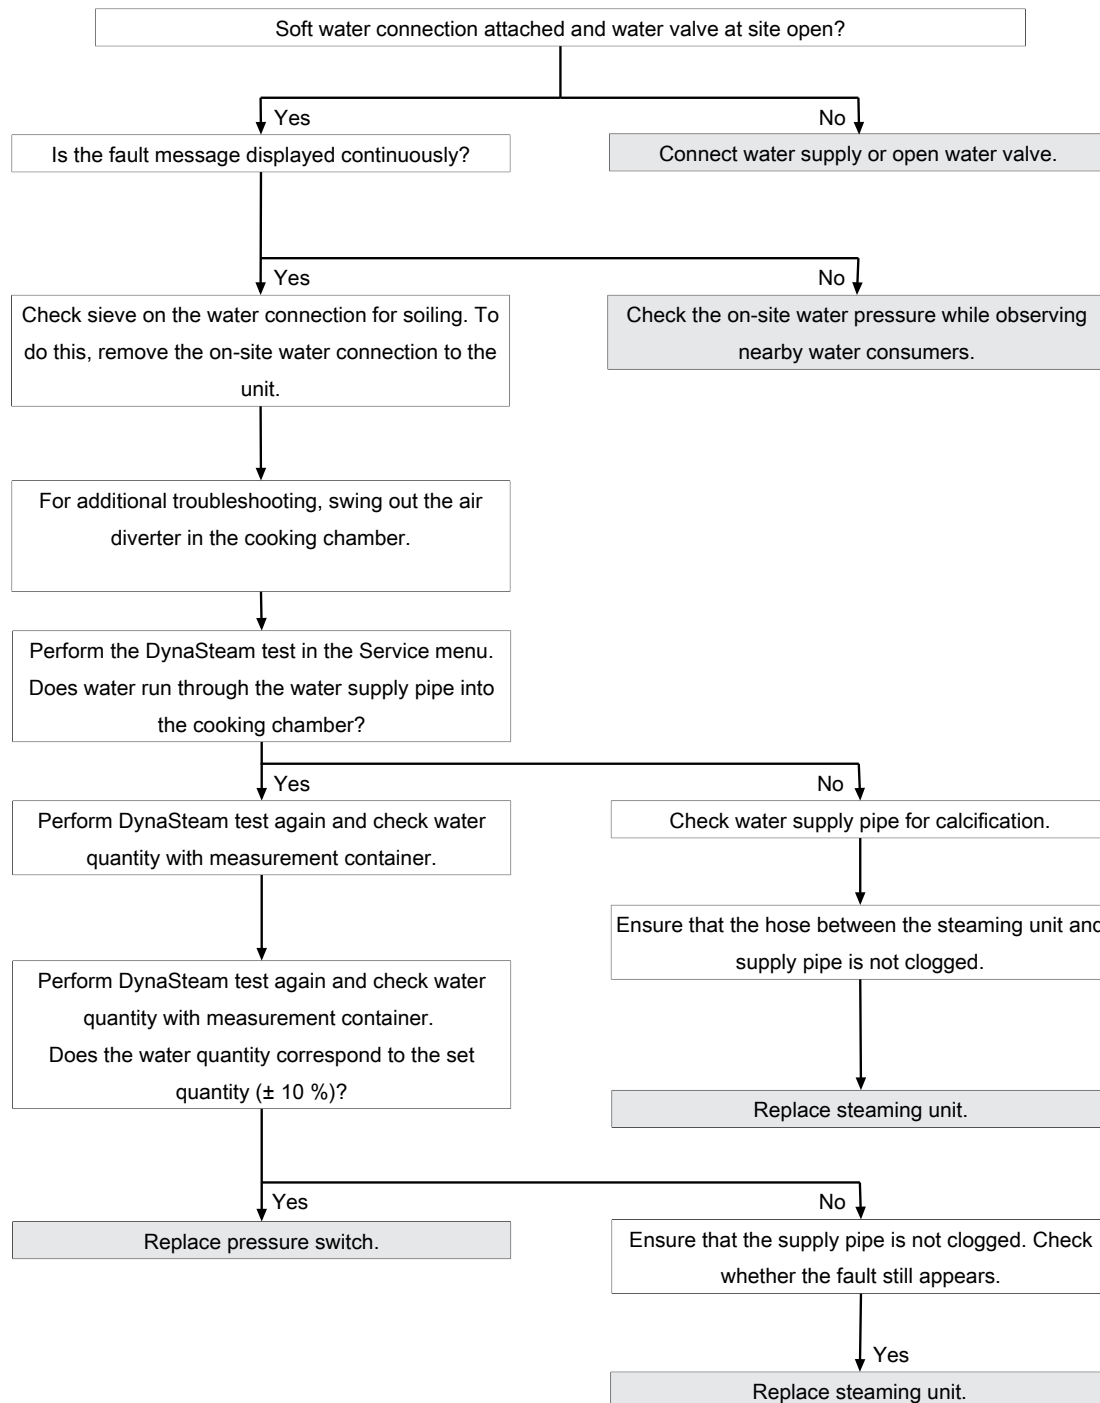 Soft water connection attached and water valve at site open?
Yes
No
Is the fault message displayed continuously?
Connect water supply or open water valve.
Yes
No
Check sieve on the water connection for soiling. To
do this, remove the on-site water connection to the
unit.
Check the on-site water pressure while observing
nearby water consumers.
For additional troubleshooting, swing out the air
diverter in the cooking chamber.
Perform the DynaSteam test in the Service menu.
Does water run through the water supply pipe into
the cooking chamber?
Yes
No
Perform DynaSteam test again and check water
quantity with measurement container.
Check water supply pipe for calcification.
Ensure that the hose between the steaming unit and
supply pipe is not clogged.
Perform DynaSteam test again and check water
quantity with measurement container.
Does the water quantity correspond to the set
quantity (± 10 %)?
Replace steaming unit.
Yes
No
Replace pressure switch.
Ensure that the supply pipe is not clogged. Check
whether the fault still appears.
Yes
Replace steaming unit.